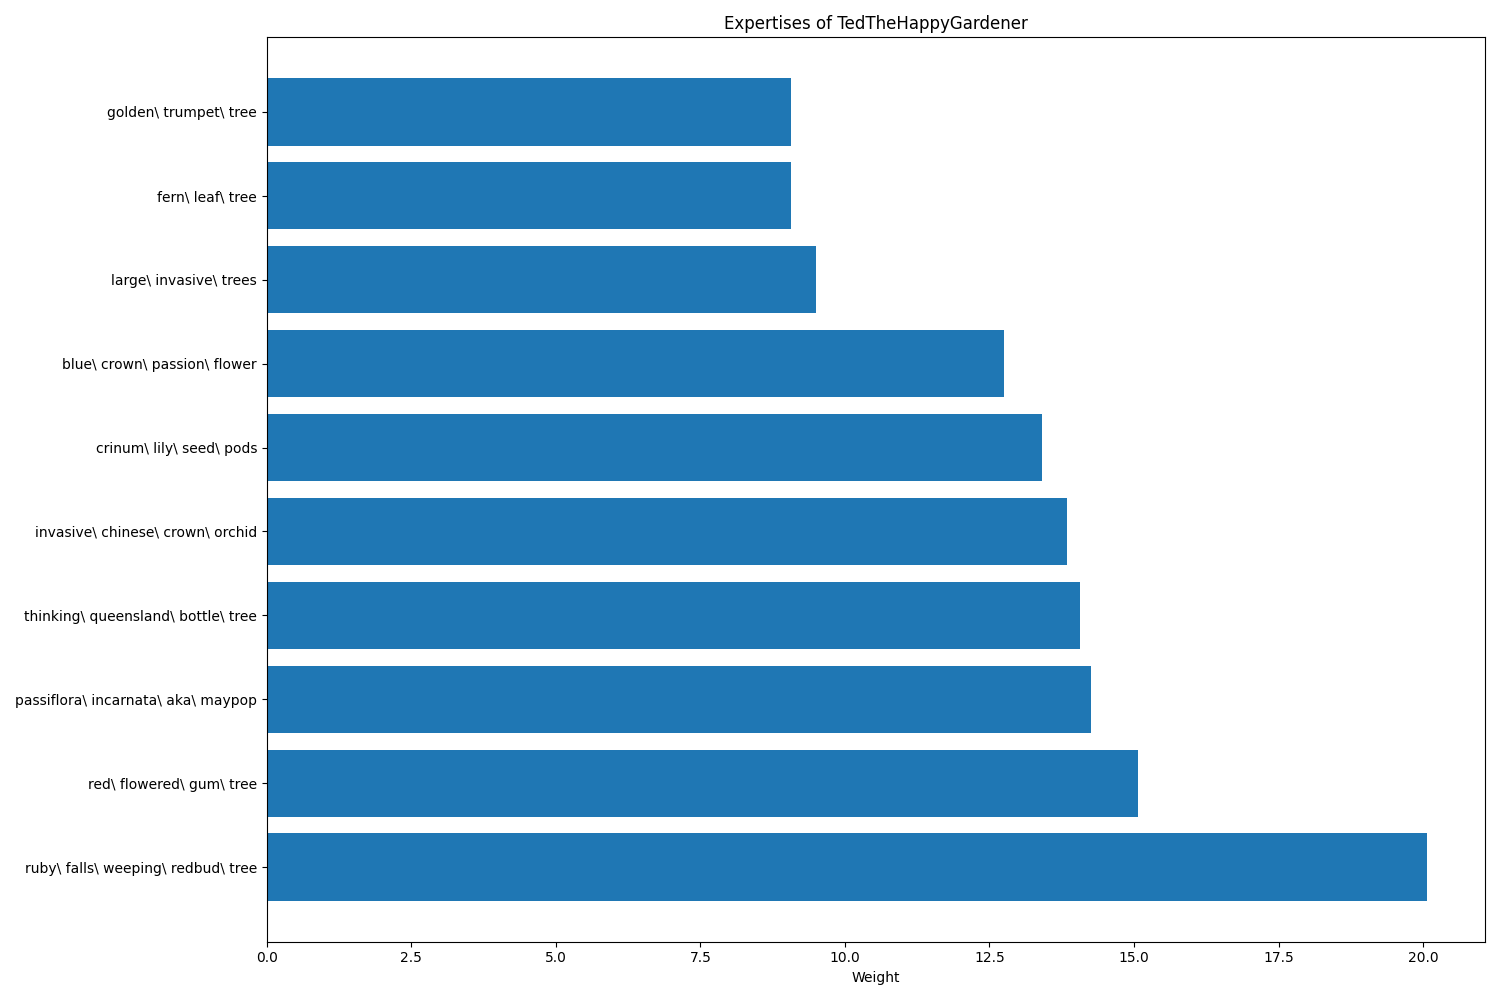 Expertises of TedTheHappyGardener
golden\ trumpet\ tree
fern\ leaf\ tree
large\ invasive\ trees
blue\ crown\ passion\ flower
crinum\ lily\ seed\ pods
invasive\ chinese\ crown\ orchid
thinking\ queensland\ bottle\ tree
passiflora\ incarnata\ aka\ maypop
red\ flowered\ gum\ tree
ruby\ falls\ weeping\ redbud\ tree
0.0 2.5 5.0 7.5 10.0 12.5 15.0 17.5 20.0
Weight